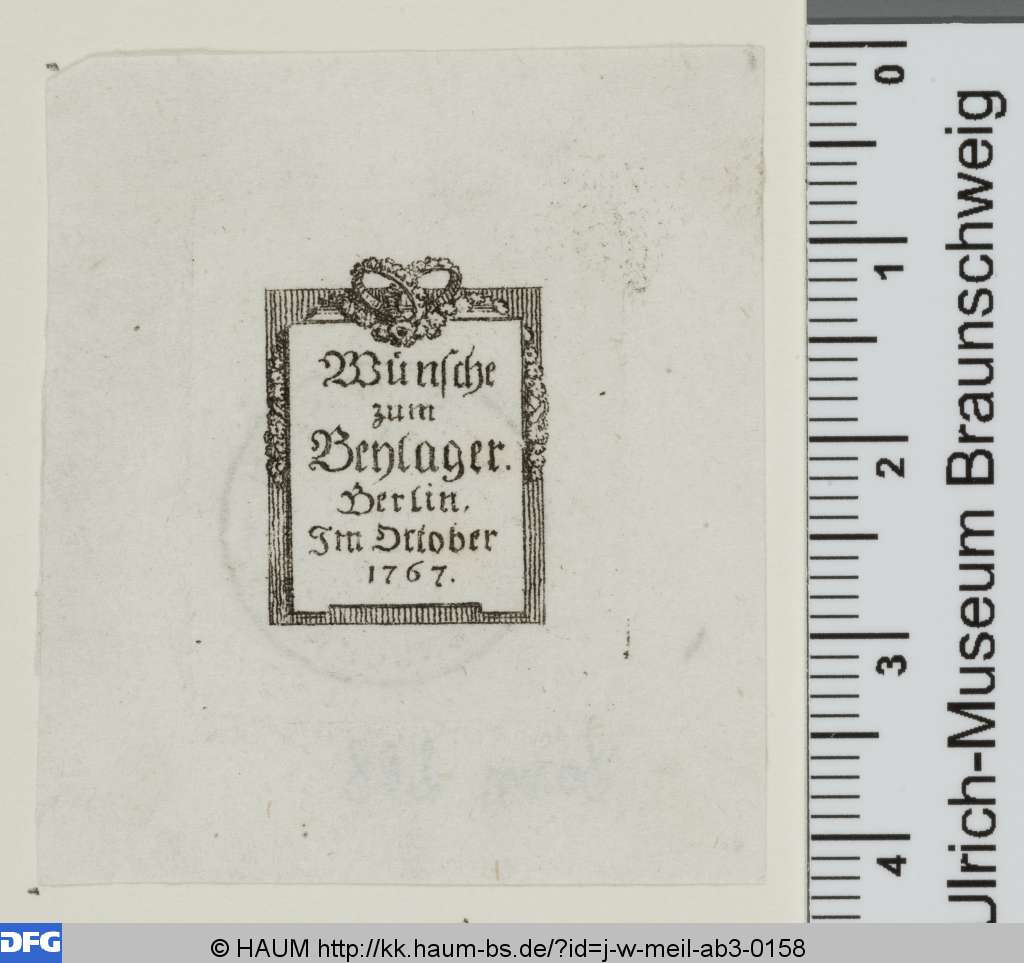 Wünsche
zum
Beylager.
Berlin.
Im October
1767.
0
1
2
3
4
Ulrich-Museum Braunschweig
DFG
© HAUM http://kk.haum-bs.de/?id=j-w-meil-ab3-0158